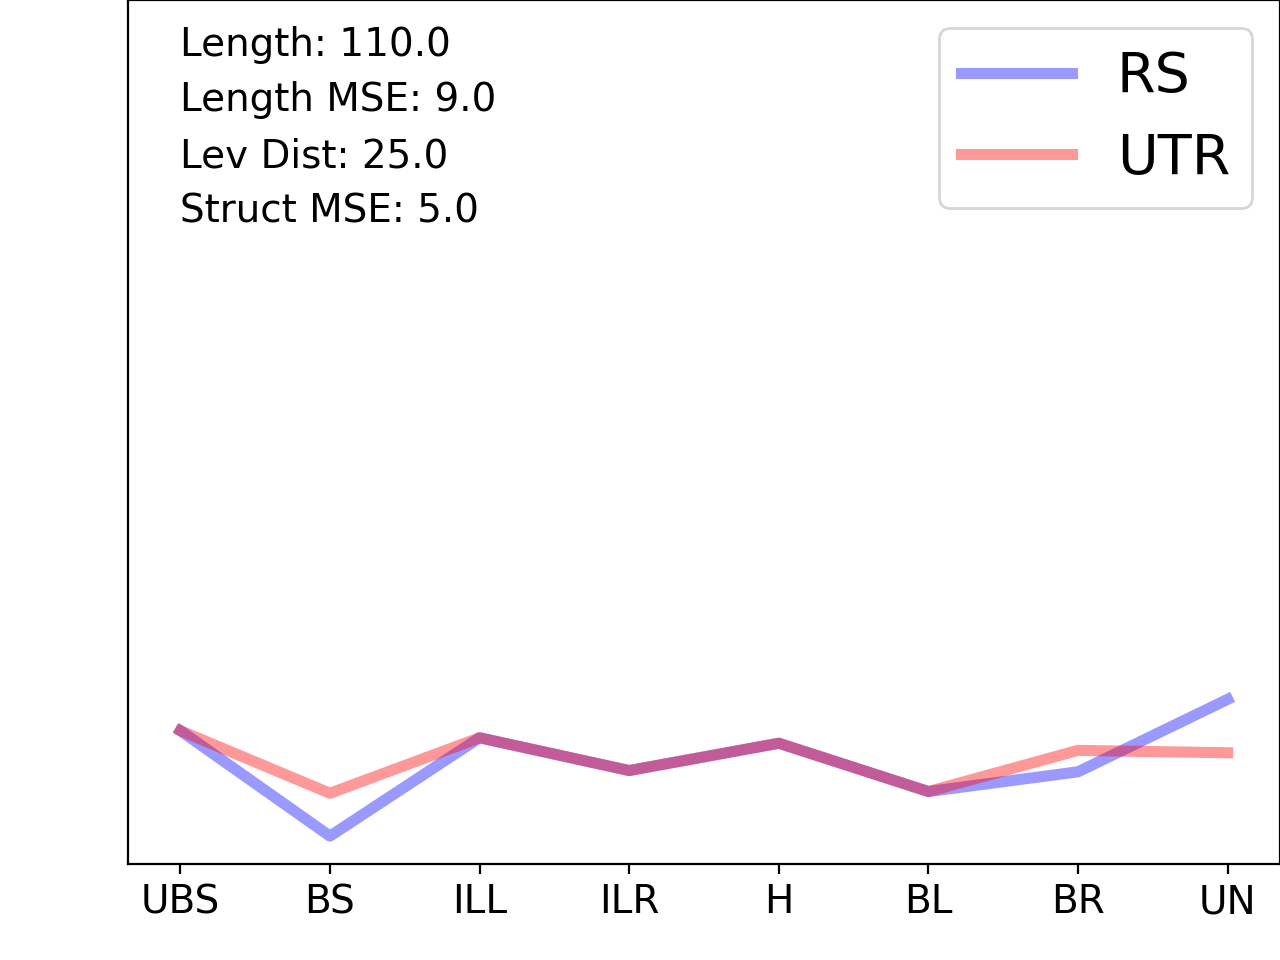 Length: 110.0
Length MSE: 9.0
Lev Dist: 25.0
Struct MSE: 5.0
RS
UTR
UBS BS ILL ILR H BL BR UN